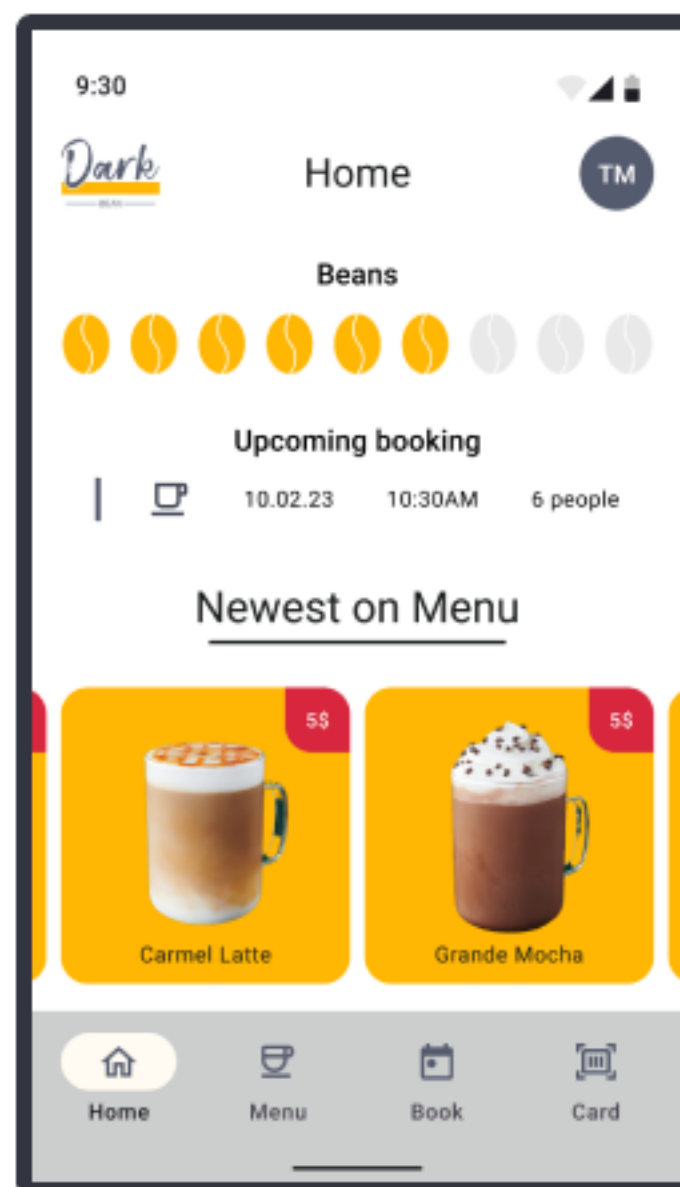 9:30
Dark
Home
TM
Beans
Upcoming booking
10.02.23 10:30AM 6 people
Newest on Menu
5$ 5$
Carmel Latte Grande Mocha
Home Menu Book Card